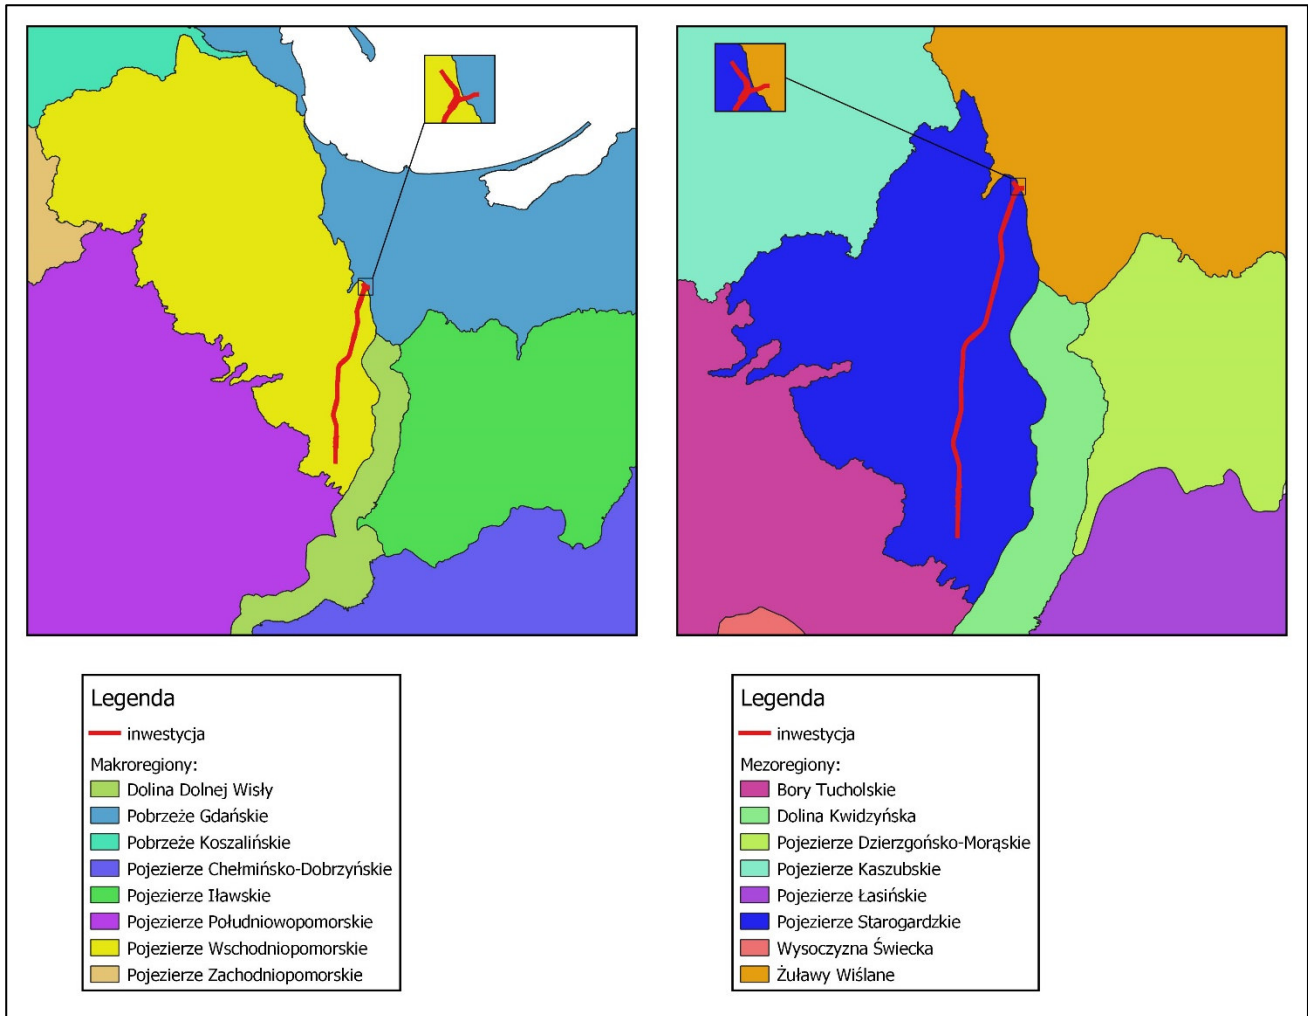 Legenda
inwestycja
Makroregiony:
Dolina Dolnej Wisły
Pobrzeże Gdańskie
Pobrzeże Koszalińskie
Pojezierze Chełmińsko-Dobrzyńskie
Pojezierze Iławskie
Pojezierze Południowopomorskie
Pojezierze Wschodniopomorskie
Pojezierze Zachodniopomorskie
Legenda
inwestycja
Mezoregiony:
Bory Tucholskie
Dolina Kwidzyńska
Pojezierze Dzierzgońsko-Morąskie
Pojezierze Kaszubskie
Pojezierze Łasińskie
Pojezierze Starogardzkie
Wysoczyzna Świecka
Żuławy Wiślane